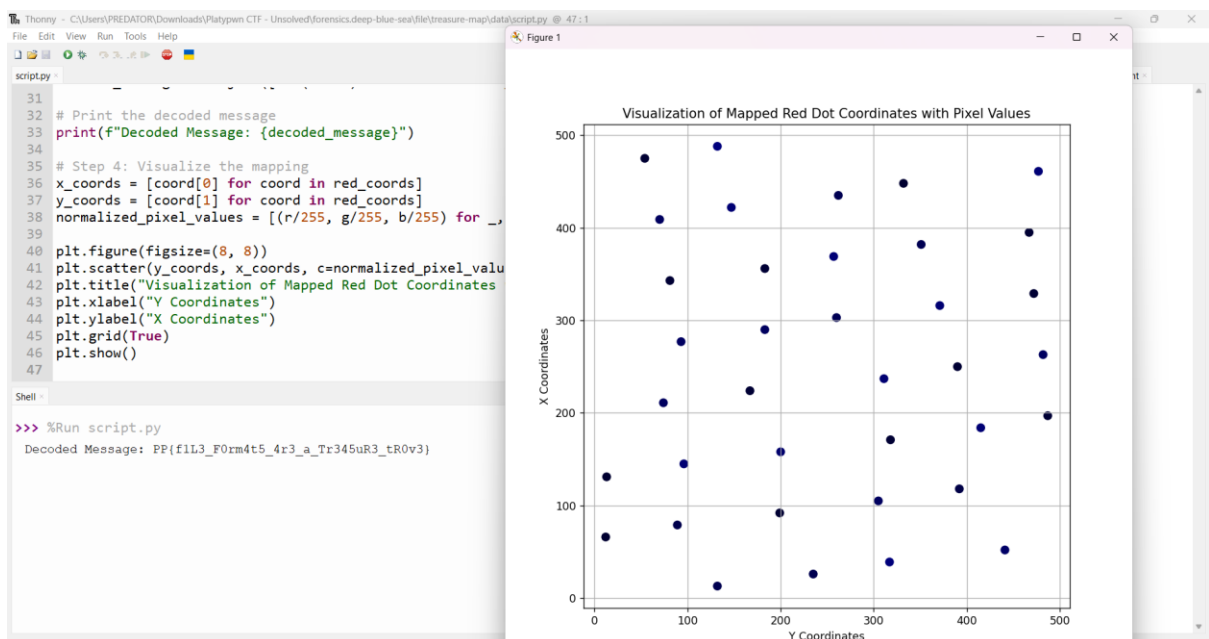 Thonny - C:\Users\PREDATOR\Downloads\Platypwn CTF - Unsolved\forensics.deep-blue-sea\file\treasure-map\data\script.py @ 47 : 1
File Edit View Run Tools Help
script.py
31
32 # Print the decoded message
33 print(f"Decoded Message: {decoded_message}")
34
35 # Step 4: Visualize the mapping
36 x_coords = [coord[0] for coord in red_coords]
37 y_coords = [coord[1] for coord in red_coords]
38 normalized_pixel_values = [(r/255, g/255, b/255) for _,
39
40 plt.figure(figsize=(8, 8))
41 plt.scatter(y_coords, x_coords, c=normalized_pixel_valu
42 plt.title("Visualization of Mapped Red Dot Coordinates
43 plt.xlabel("Y Coordinates")
44 plt.ylabel("X Coordinates")
45 plt.grid(True)
46 plt.show()
47
Shell
>>> %Run script.py
Decoded Message: PP{f1L3_F0rm4t5_4r3_a_Tr345uR3_tR0v3}
Figure 1
Visualization of Mapped Red Dot Coordinates with Pixel Values
500
400
300
200
100
0
X Coordinates
0 100 200 300 400 500
Y Coordinates